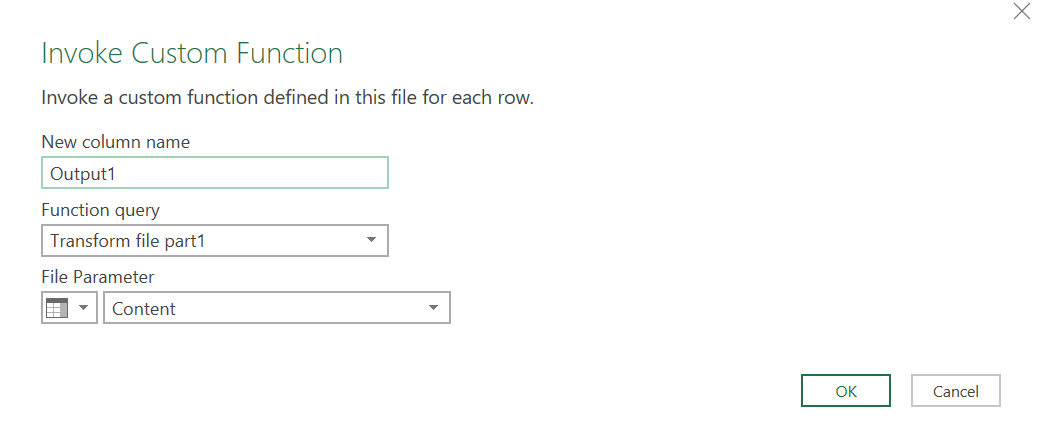 Invoke Custom Function
Invoke a custom function defined in this file for each row.
New column name
Output1
Function query
Transform file part1
File Parameter
Content
OK
Cancel